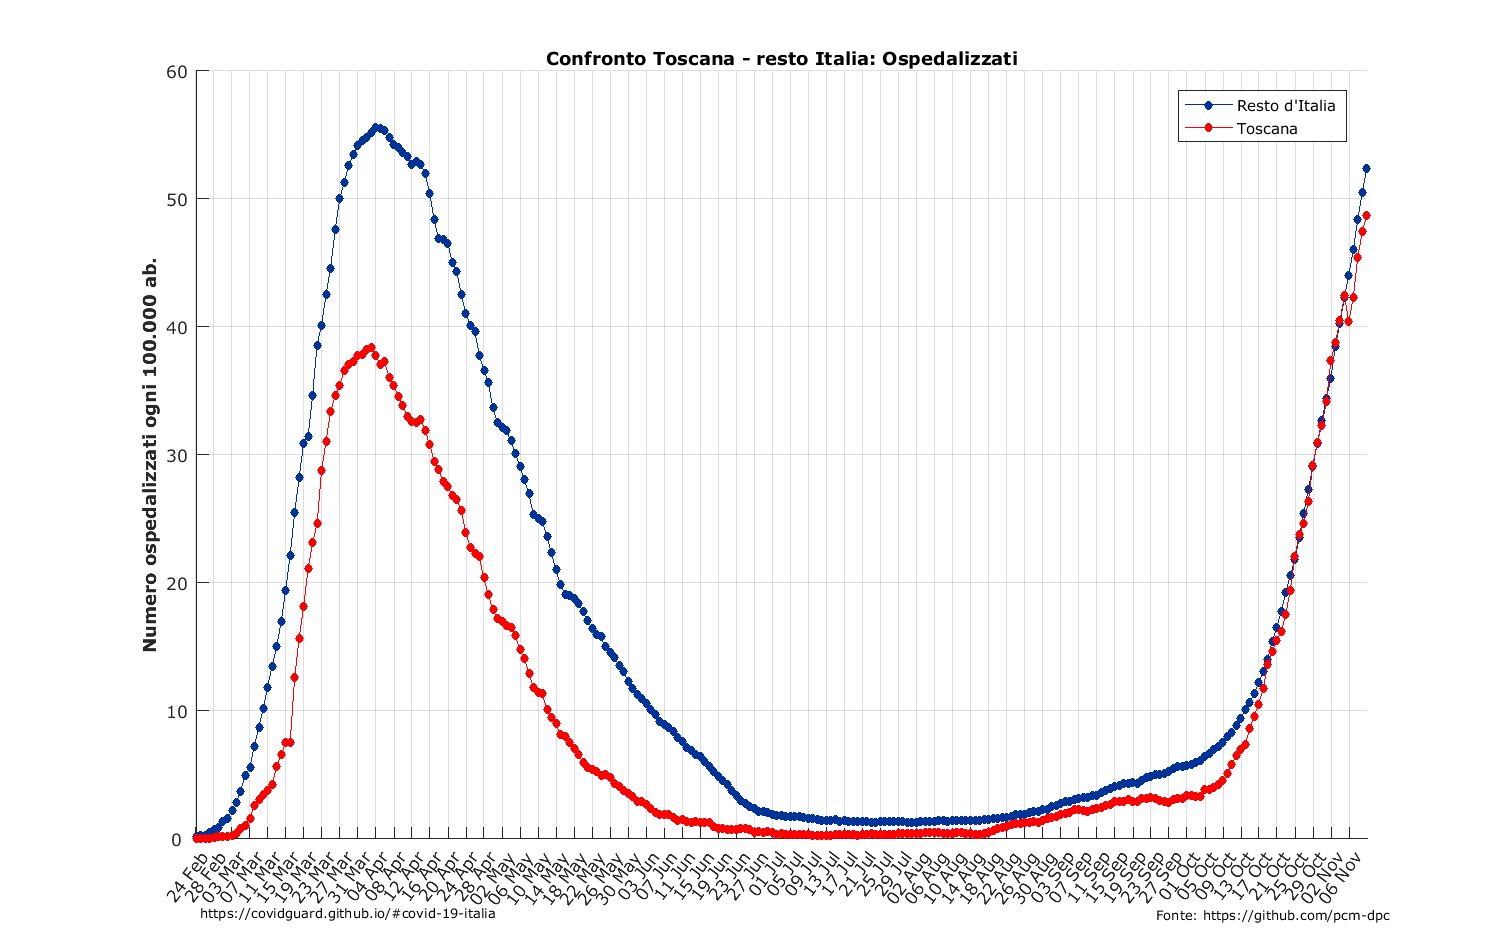 Confronto Toscana - resto Italia: Ospedalizzati
Resto d'Italia
Toscana
Numero ospedalizzati ogni 100.000 ab.
60
50
40
30
20
10
0
24 Feb
28 Feb
03 Mar
07 Mar
11 Mar
15 Mar
19 Mar
23 Mar
27 Mar
31 Mar
04 Apr
08 Apr
12 Apr
16 Apr
20 Apr
24 Apr
28 Apr
02 May
06 May
10 May
14 May
18 May
22 May
26 May
30 May
03 Jun
07 Jun
11 Jun
15 Jun
19 Jun
23 Jun
27 Jun
01 Jul
05 Jul
09 Jul
13 Jul
17 Jul
21 Jul
25 Jul
29 Jul
02 Aug
06 Aug
10 Aug
14 Aug
18 Aug
22 Aug
26 Aug
30 Aug
03 Sep
07 Sep
11 Sep
15 Sep
19 Sep
23 Sep
27 Sep
01 Oct
05 Oct
09 Oct
13 Oct
17 Oct
21 Oct
25 Oct
29 Oct
02 Nov
06 Nov
https://covidguard.github.io/#covid-19-italia
Fonte: https://github.com/pcm-dpc